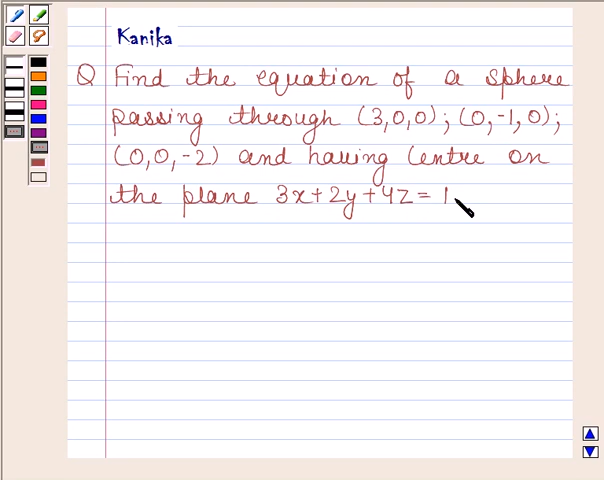 Kanika
Q Find the equation of a sphere
passing through (3,0,0); (0,-1,0);
(0,0,-2) and having centre on
the plane 3x+2y+4z=1